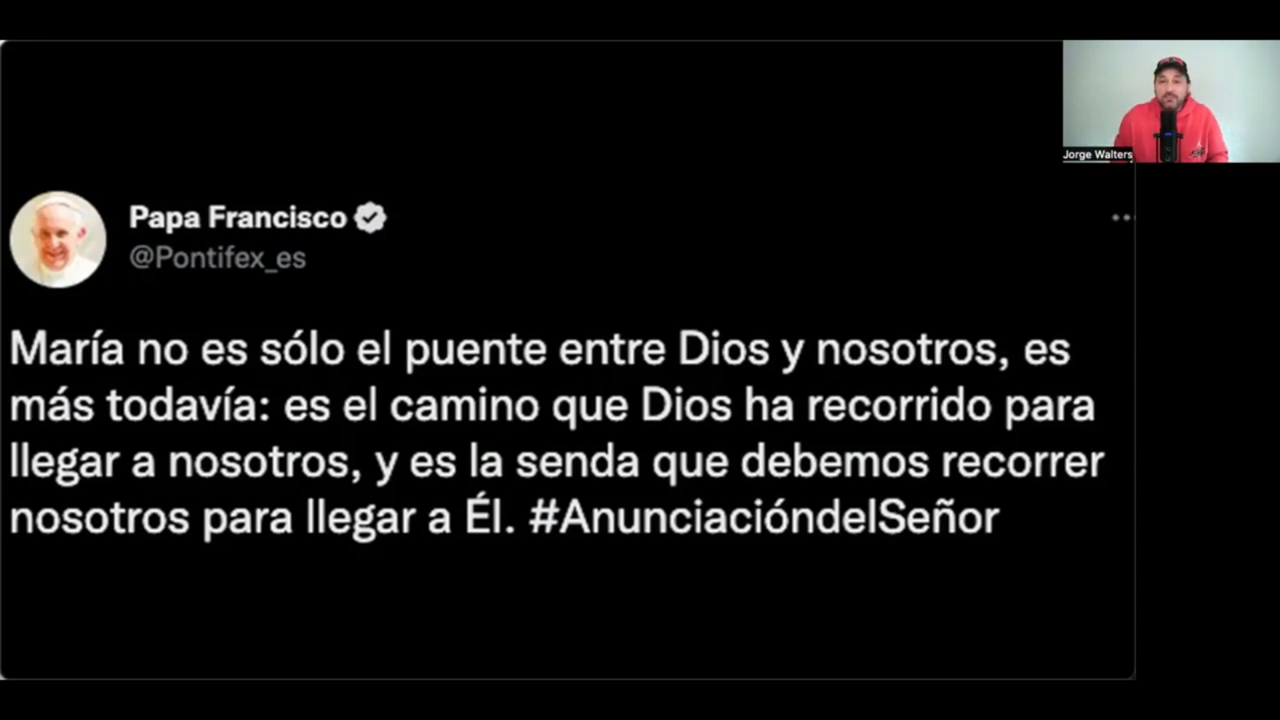 Jorge Walters
Papa Francisco
@Pontifex_es
María no es sólo el puente entre Dios y nosotros, es
más todavía: es el camino que Dios ha recorrido para
llegar a nosotros, y es la senda que debemos recorrer
nosotros para llegar a Él. #AnunciacióndelSeñor